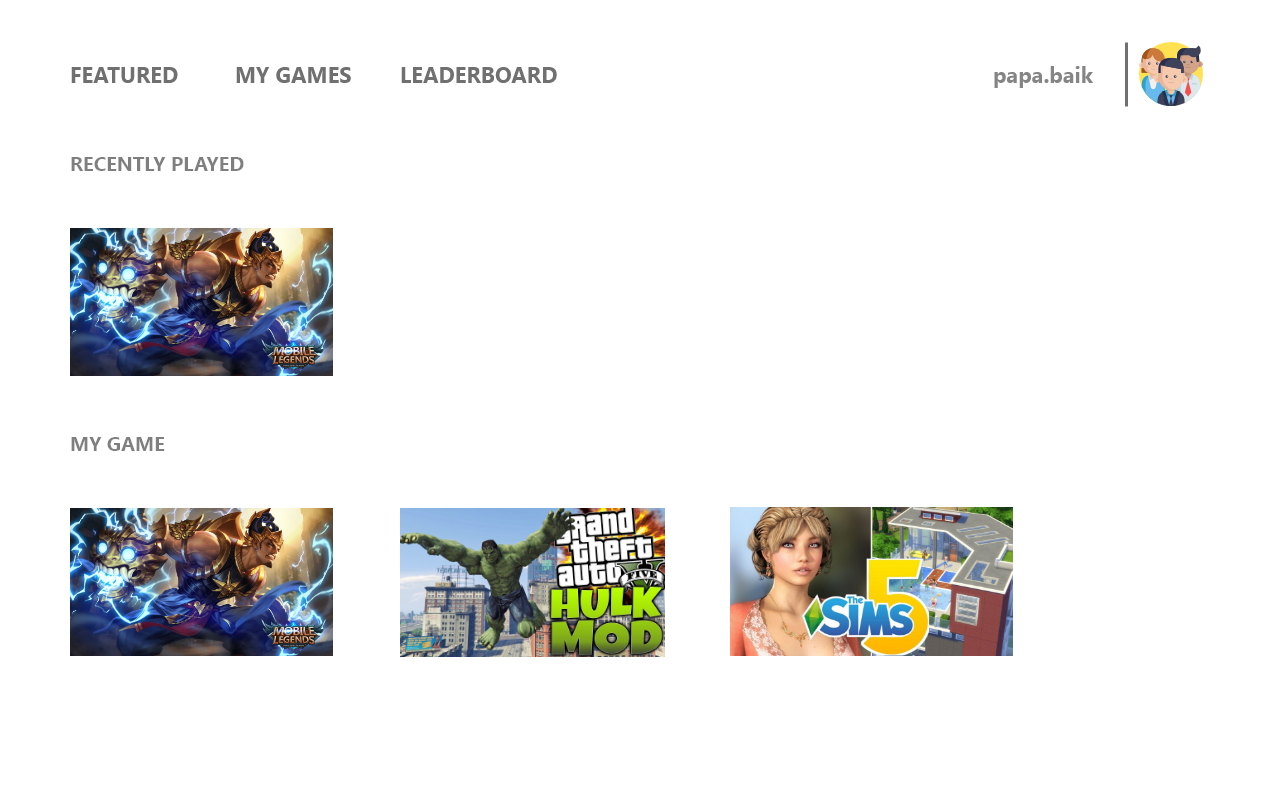 FEATURED MY GAMES LEADERBOARD papa.baik
RECENTLY PLAYED
MOBILE
LEGENDS
MY GAME
MOBILE
LEGENDS
grand
theft
auto
V
FIVE
HULK
MOD
The
SIMS
5